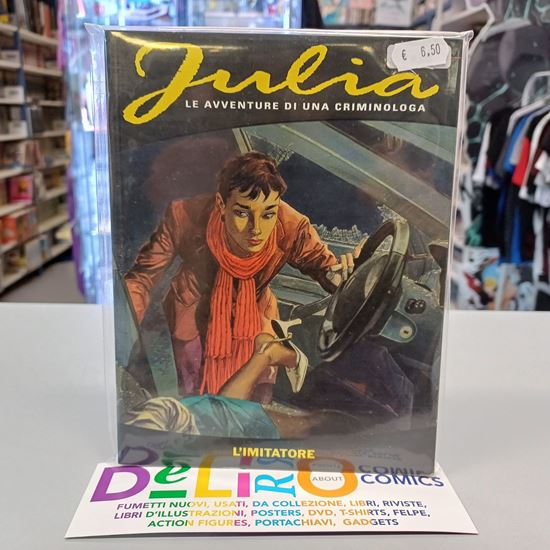 € 6,50
Julia
LE AVVENTURE DI UNA CRIMINOLOGA
L'IMITATORE
DeLiRiO COMICS
ABOUT
FUMETTI NUOVI, USATI, DA COLLEZIONE, LIBRI, RIVISTE,
LIBRI D'ILLUSTRAZIONI, POSTERS, DVD, T-SHIRTS, FELPE,
ACTION FIGURES, PORTACHIAVI, GADGETS